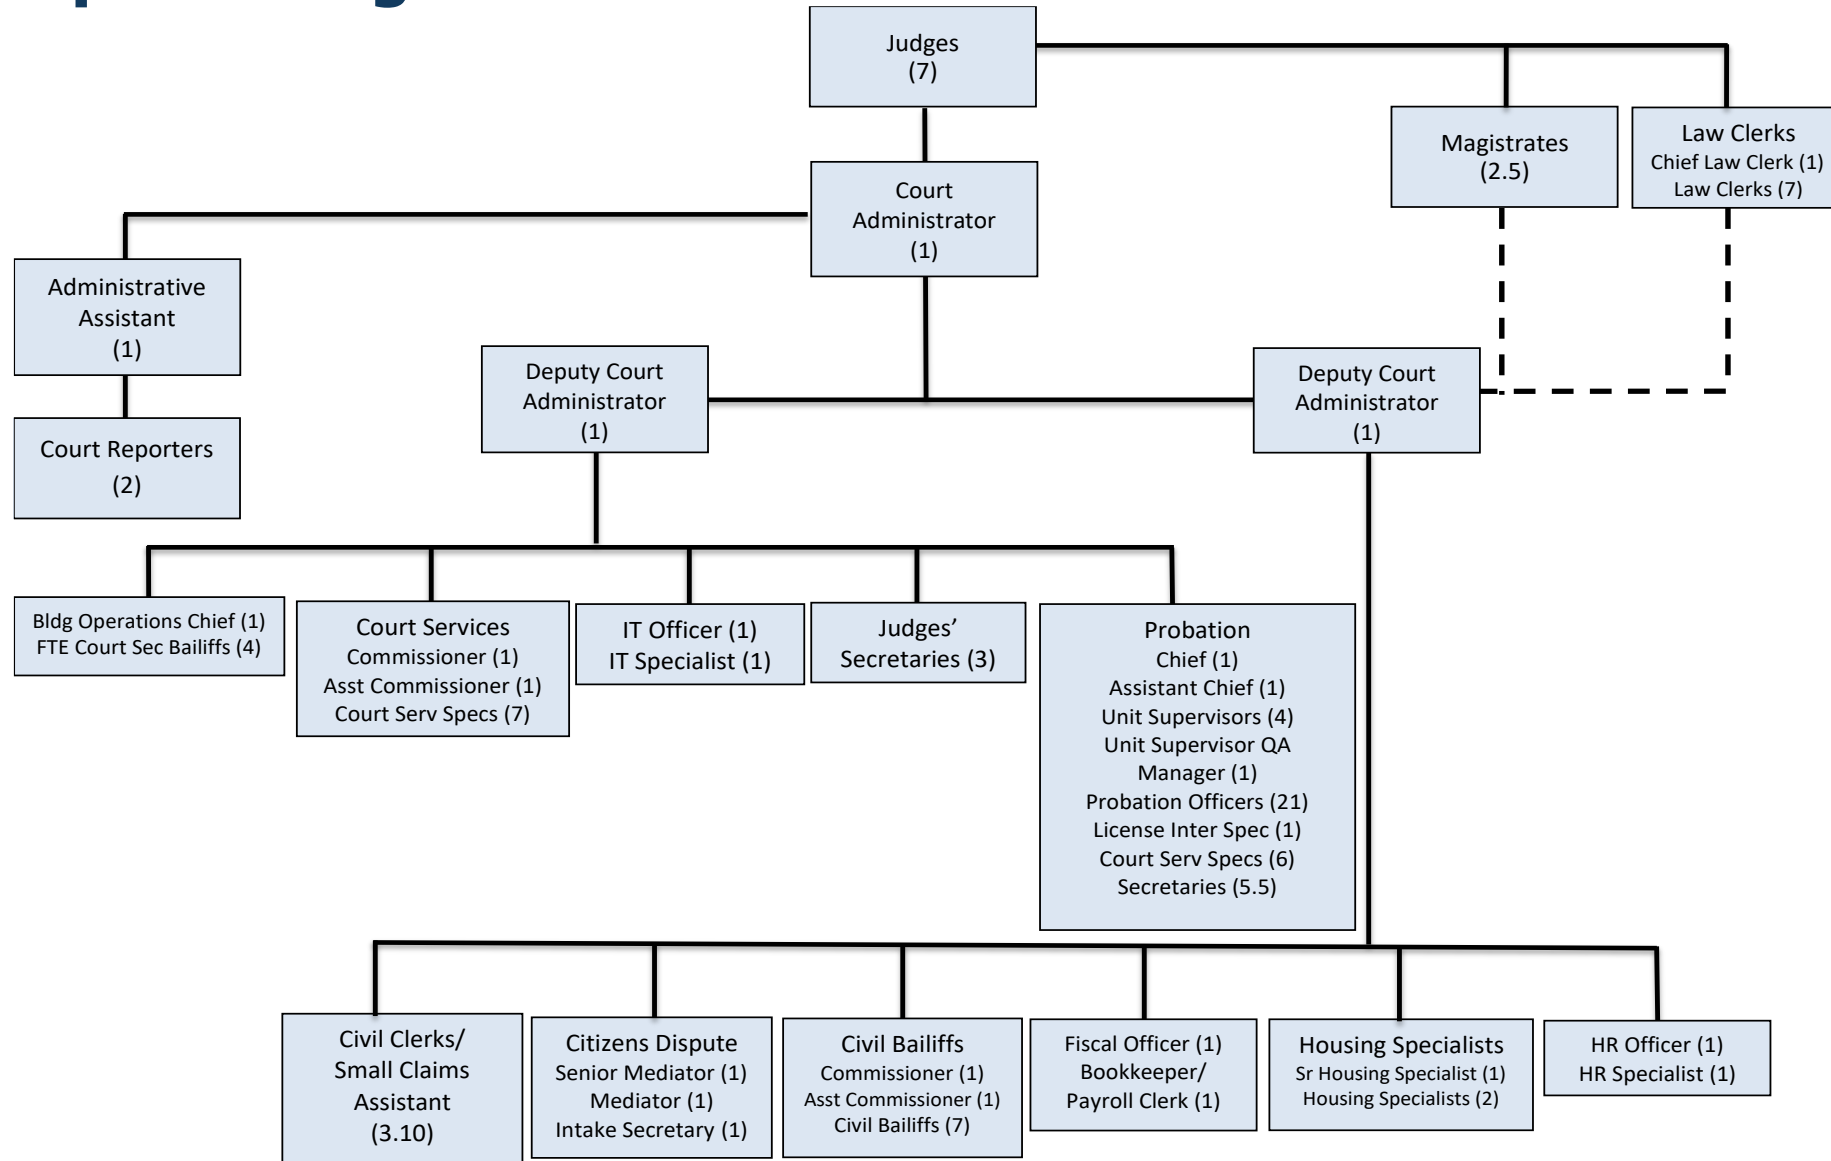 Judges
(7)
Magistrates
(2.5)
Law Clerks
Chief Law Clerk (1)
Law Clerks (7)
Court
Administrator
(1)
Administrative
Assistant
(1)
Court Reporters
(2)
Deputy Court
Administrator
(1)
Deputy Court
Administrator
(1)
Bldg Operations Chief (1)
FTE Court Sec Bailiffs (4)
Court Services
Commissioner (1)
Asst Commissioner (1)
Court Serv Specs (7)
IT Officer (1)
IT Specialist (1)
Judges’
Secretaries (3)
Probation
Chief (1)
Assistant Chief (1)
Unit Supervisors (4)
Unit Supervisor QA
Manager (1)
Probation Officers (21)
License Inter Spec (1)
Court Serv Specs (6)
Secretaries (5.5)
Civil Clerks/
Small Claims
Assistant
(3.10)
Citizens Dispute
Senior Mediator (1)
Mediator (1)
Intake Secretary (1)
Civil Bailiffs
Commissioner (1)
Asst Commissioner (1)
Civil Bailiffs (7)
Fiscal Officer (1)
Bookkeeper/
Payroll Clerk (1)
Housing Specialists
Sr Housing Specialist (1)
Housing Specialists (2)
HR Officer (1)
HR Specialist (1)